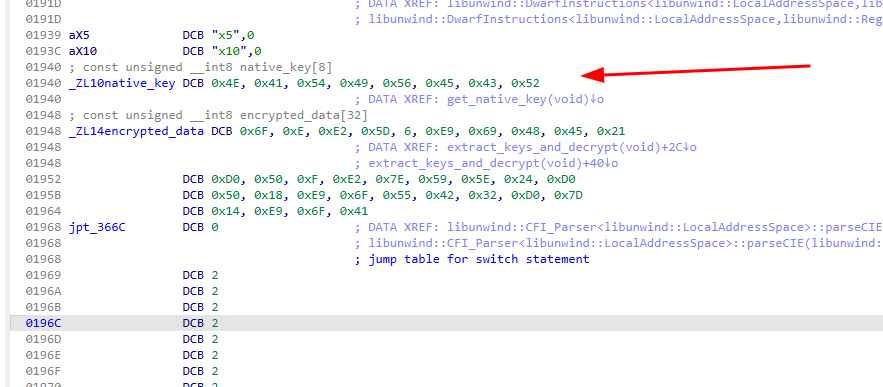 0191D ; DATA XREF: libunwind::DwarfInstructions<libunwind::LocalAddressSpace,lib
0191D ; libunwind::DwarfInstructions<libunwind::LocalAddressSpace,libunwind::Reg
01939 aX5 DCB "x5",0
0193C aX10 DCB "x10",0
01940 ; const unsigned __int8 native_key[8]
01940 _ZL10native_key DCB 0x4E, 0x41, 0x54, 0x49, 0x56, 0x45, 0x43, 0x52
01940 ; DATA XREF: get_native_key(void)↓o
01948 ; const unsigned __int8 encrypted_data[32]
01948 _ZL14encrypted_data DCB 0x6F, 0xE, 0xE2, 0x5D, 6, 0xE9, 0x69, 0x48, 0x45, 0x21
01948 ; DATA XREF: extract_keys_and_decrypt(void)+2C↓o
01948 ; extract_keys_and_decrypt(void)+40↓o
01952 DCB 0xD0, 0x50, 0xF, 0xE2, 0x7E, 0x59, 0x5E, 0x24, 0xD0
0195B DCB 0x50, 0x18, 0xE9, 0x6F, 0x55, 0x42, 0x32, 0xD0, 0x7D
01964 DCB 0x14, 0xE9, 0x6F, 0x41
01968 jpt_366C DCB 0 ; DATA XREF: libunwind::CFI_Parser<libunwind::LocalAddressSpace>::parseCIE
01968 ; libunwind::CFI_Parser<libunwind::LocalAddressSpace>::parseCIE(libunwind::
01968 ; jump table for switch statement
01969 DCB 2
0196A DCB 2
0196B DCB 2
0196C DCB 2
0196D DCB 2
0196E DCB 2
0196F DCB 2
01970 DCB 2